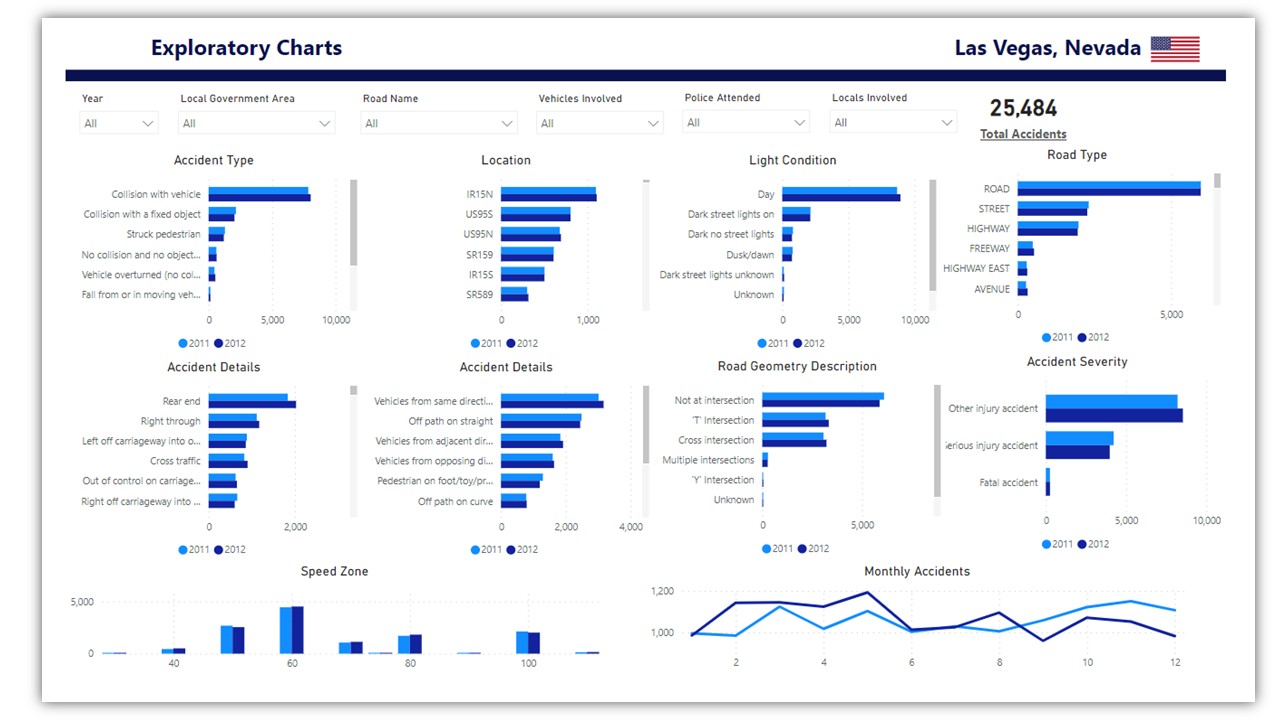 Exploratory Charts
Las Vegas, Nevada
Year
Local Government Area
Road Name
Vehicles Involved
Police Attended
Locals Involved
All
All
All
All
All
All
25,484
Total Accidents
Accident Type
Collision with vehicle
Collision with a fixed object
Struck pedestrian
No collision and no object...
Vehicle overturned (no col...
Fall from or in moving veh...
0 5,000 10,000
2011 2012
Location
IR15N
US95S
US95N
SR159
IR15S
SR589
0 1,000
2011 2012
Light Condition
Day
Dark street lights on
Dark no street lights
Dusk/dawn
Dark street lights unknown
Unknown
0 5,000 10,000
2011 2012
Road Type
ROAD
STREET
HIGHWAY
FREEWAY
HIGHWAY EAST
AVENUE
0 5,000
2011 2012
Accident Details
Rear end
Right through
Left off carriageway into o...
Cross traffic
Out of control on carriage...
Right off carriageway into ...
0 2,000
2011 2012
Accident Details
Vehicles from same directi...
Off path on straight
Vehicles from adjacent dir...
Vehicles from opposing di...
Pedestrian on foot/toy/pr...
Off path on curve
0 2,000 4,000
2011 2012
Road Geometry Description
Not at intersection
'T' Intersection
Cross intersection
Multiple intersections
'Y' Intersection
Unknown
0 5,000
2011 2012
Accident Severity
Other injury accident
Serious injury accident
Fatal accident
0 5,000 10,000
2011 2012
Speed Zone
5,000
0
40 60 80 100
Monthly Accidents
1,200
1,000
2 4 6 8 10 12